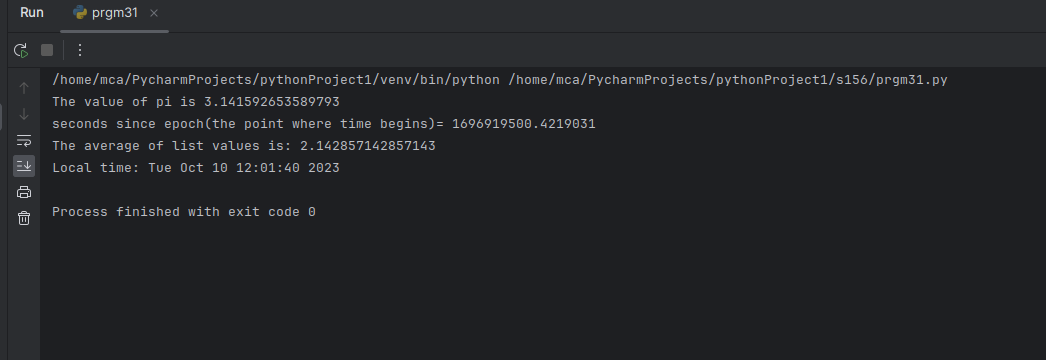 Run prgm31
/home/mca/PycharmProjects/pythonProject1/venv/bin/python /home/mca/PycharmProjects/pythonProject1/s156/prgm31.py
The value of pi is 3.141592653589793
seconds since epoch(the point where time begins)= 1696919500.4219031
The average of list values is: 2.142857142857143
Local time: Tue Oct 10 12:01:40 2023
Process finished with exit code 0